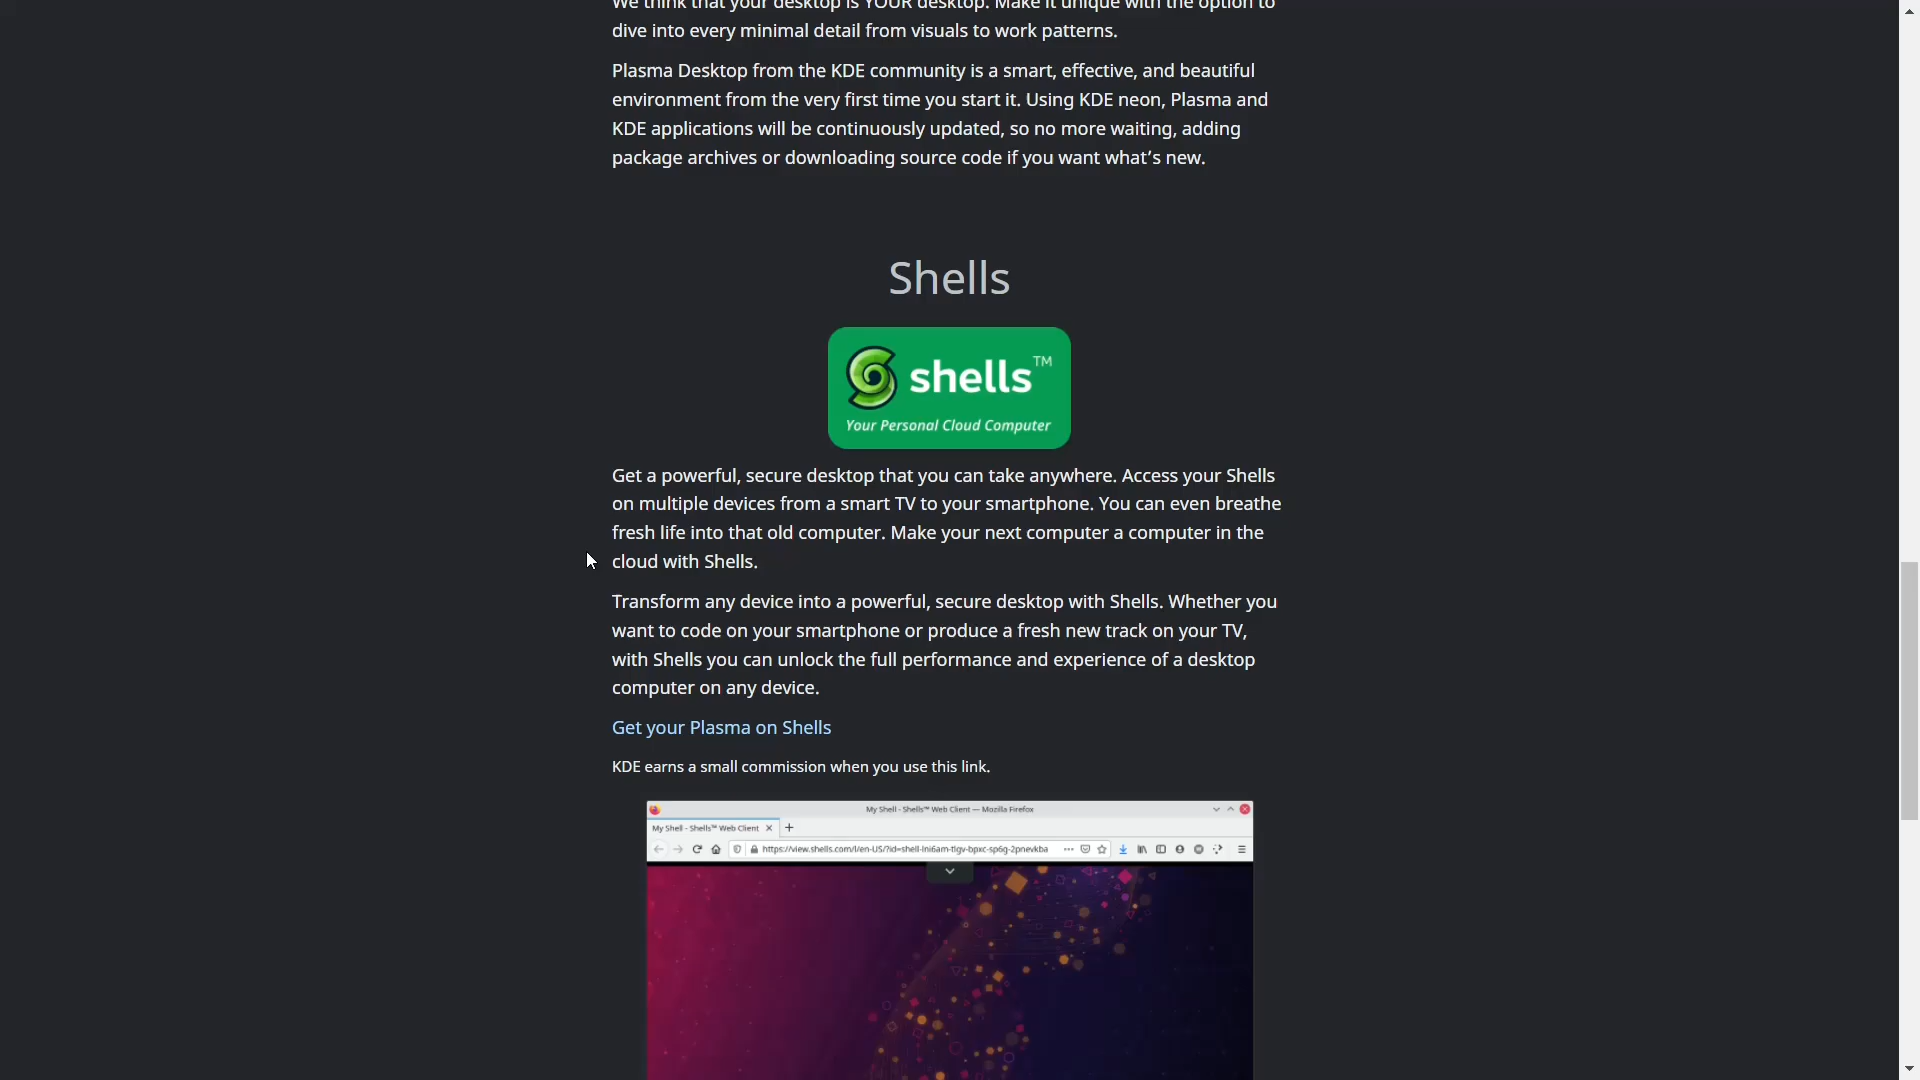 We think that your desktop is YOUR desktop. Make it unique with the option to
dive into every minimal detail from visuals to work patterns.
Plasma Desktop from the KDE community is a smart, effective, and beautiful
environment from the very first time you start it. Using KDE neon, Plasma and
KDE applications will be continuously updated, so no more waiting, adding
package archives or downloading source code if you want what’s new.
Shells
shells™
Your Personal Cloud Computer
Get a powerful, secure desktop that you can take anywhere. Access your Shells
on multiple devices from a smart TV to your smartphone. You can even breathe
fresh life into that old computer. Make your next computer a computer in the
cloud with Shells.
Transform any device into a powerful, secure desktop with Shells. Whether you
want to code on your smartphone or produce a fresh new track on your TV,
with Shells you can unlock the full performance and experience of a desktop
computer on any device.
Get your Plasma on Shells
KDE earns a small commission when you use this link.
My Shell - Shells™ Web Client — Mozilla Firefox
My Shell - Shells™ Web Client